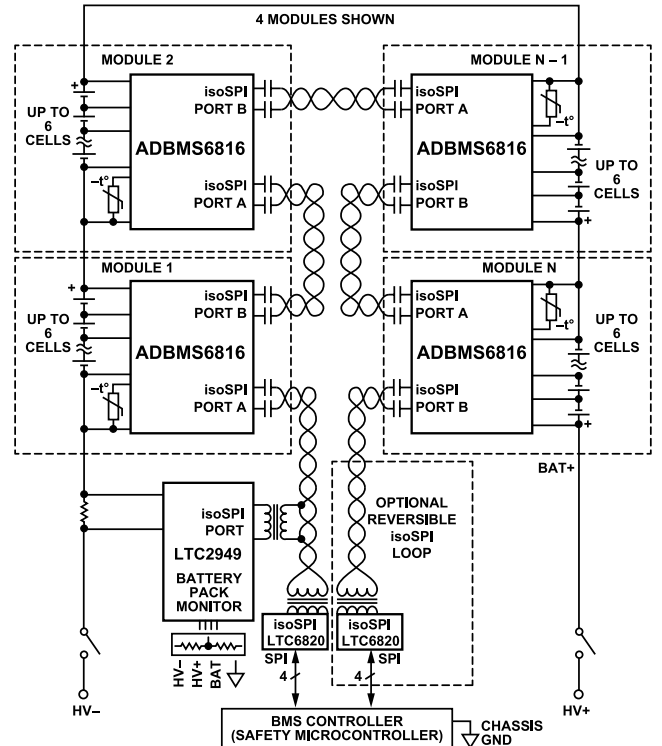 4 MODULES SHOWN
MODULE 2
+
UP TO
6
CELLS
–t°
ADBMS6816
isoSPI
PORT B
isoSPI
PORT A
MODULE N – 1
isoSPI
PORT A
ADBMS6816
isoSPI
PORT B
–t°
UP TO
6
CELLS
+
MODULE 1
+
UP TO
6
CELLS
–t°
ADBMS6816
isoSPI
PORT B
isoSPI
PORT A
MODULE N
isoSPI
PORT A
ADBMS6816
isoSPI
PORT B
–t°
UP TO
6
CELLS
+
BAT+
isoSPI
PORT
LTC2949
BATTERY
PACK
MONITOR
HV–
HV+
BAT
OPTIONAL
REVERSIBLE
isoSPI
LOOP
isoSPI
LTC6820
SPI
4
isoSPI
LTC6820
SPI
4
HV–
HV+
BMS CONTROLLER
(SAFETY MICROCONTROLLER)
CHASSIS
GND